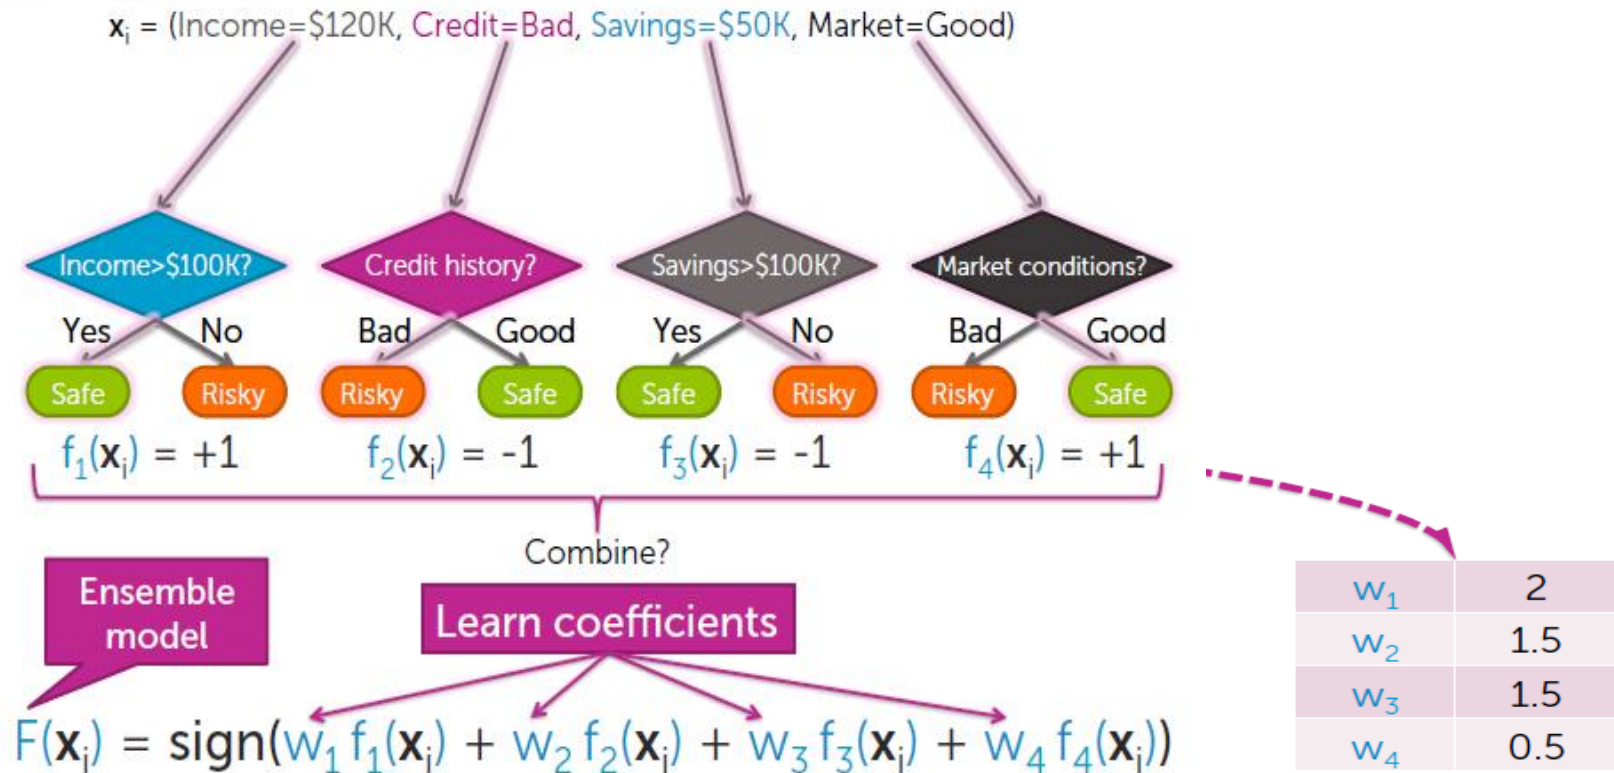 xᵢ = (Income=$120K, Credit=Bad, Savings=$50K, Market=Good)
Income>$100K? Credit history? Savings>$100K? Market conditions?
Yes No Bad Good Yes No Bad Good
Safe Risky Risky Safe Safe Risky Risky Safe
f₁(xᵢ) = +1 f₂(xᵢ) = -1 f₃(xᵢ) = -1 f₄(xᵢ) = +1
Combine?
Ensemble
model
Learn coefficients
w₁ 2
w₂ 1.5
w₃ 1.5
w₄ 0.5
F(xᵢ) = sign(w₁ f₁(xᵢ) + w₂ f₂(xᵢ) + w₃ f₃(xᵢ) + w₄ f₄(xᵢ))